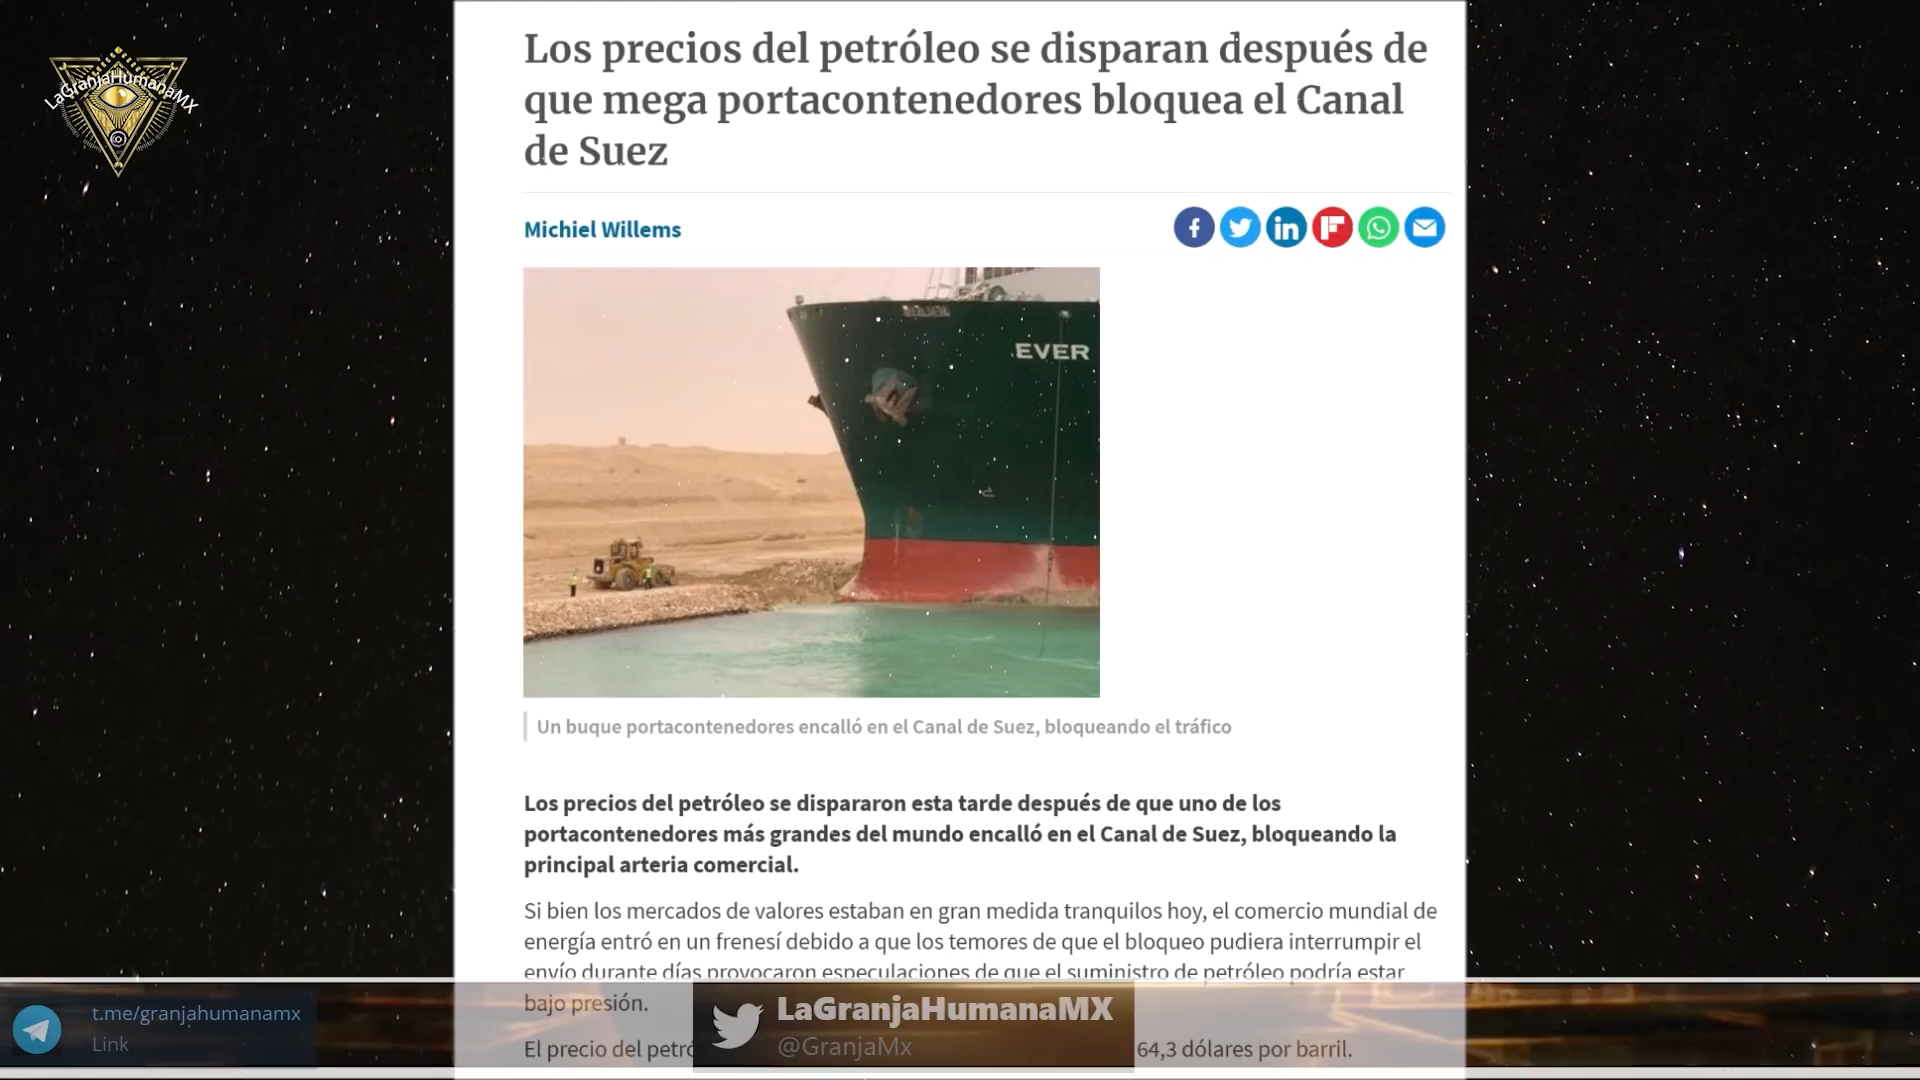 LaGranjaHumanaMX
Los precios del petróleo se disparan después de
que mega portacontenedores bloquea el Canal
de Suez
Michiel Willems
EVER
Un buque portacontenedores encalló en el Canal de Suez, bloqueando el tráfico
Los precios del petróleo se dispararon esta tarde después de que uno de los
portacontenedores más grandes del mundo encalló en el Canal de Suez, bloqueando la
principal arteria comercial.
Si bien los mercados de valores estaban en gran medida tranquilos hoy, el comercio mundial de
energía entró en un frenesí debido a que los temores de que el bloqueo pudiera interrumpir el
envío durante días provocaron especulaciones de que el suministro de petróleo podría estar
bajo presión.
El precio del petró 64,3 dólares por barril.
t.me/granjahumanamx
Link
LaGranjaHumanaMX
@GranjaMx